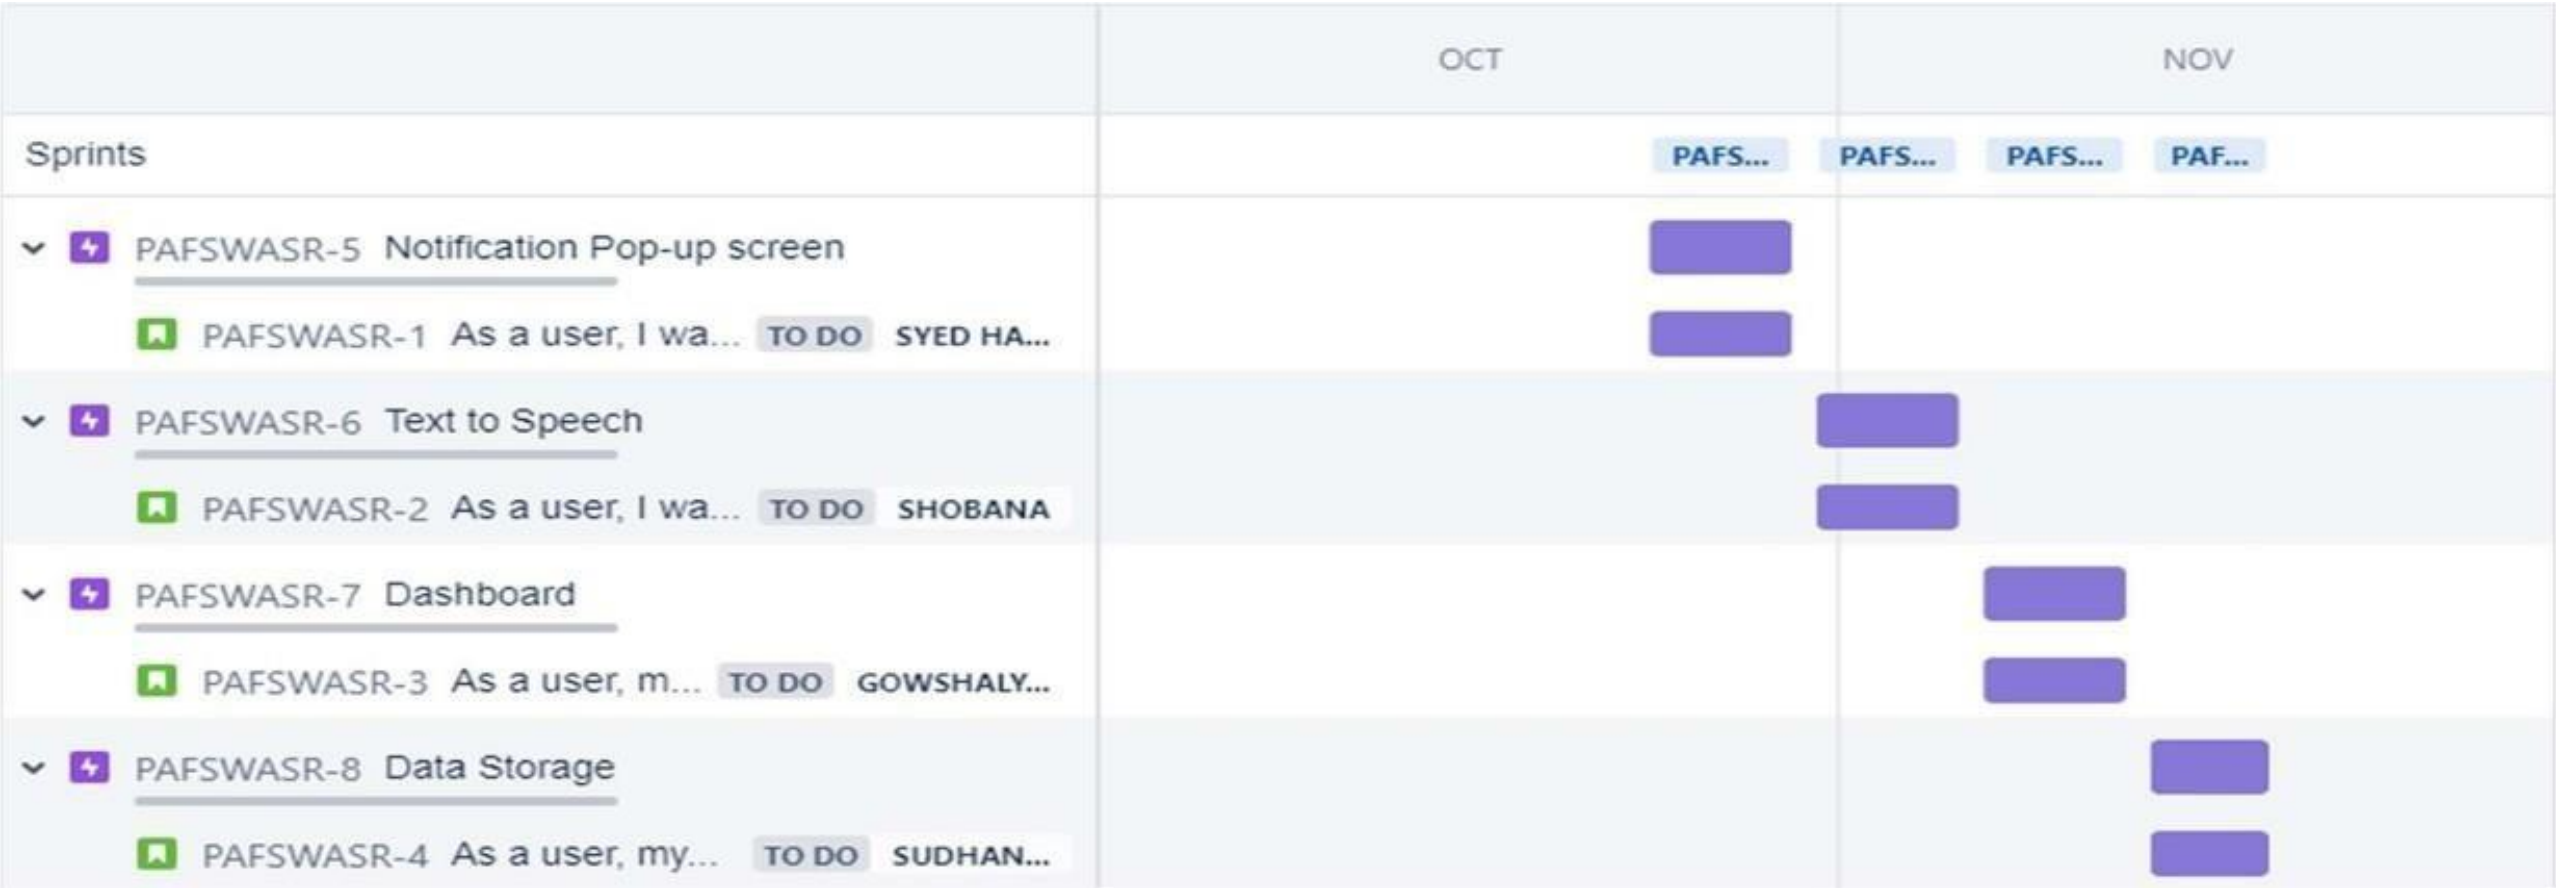 OCT NOV
Sprints PAFS... PAFS... PAFS... PAF...
PAFSWASR-5 Notification Pop-up screen
PAFSWASR-1 As a user, I wa... TO DO SYED HA...
PAFSWASR-6 Text to Speech
PAFSWASR-2 As a user, I wa... TO DO SHOBANA
PAFSWASR-7 Dashboard
PAFSWASR-3 As a user, m... TO DO GOWSHALY...
PAFSWASR-8 Data Storage
PAFSWASR-4 As a user, my... TO DO SUDHAN...